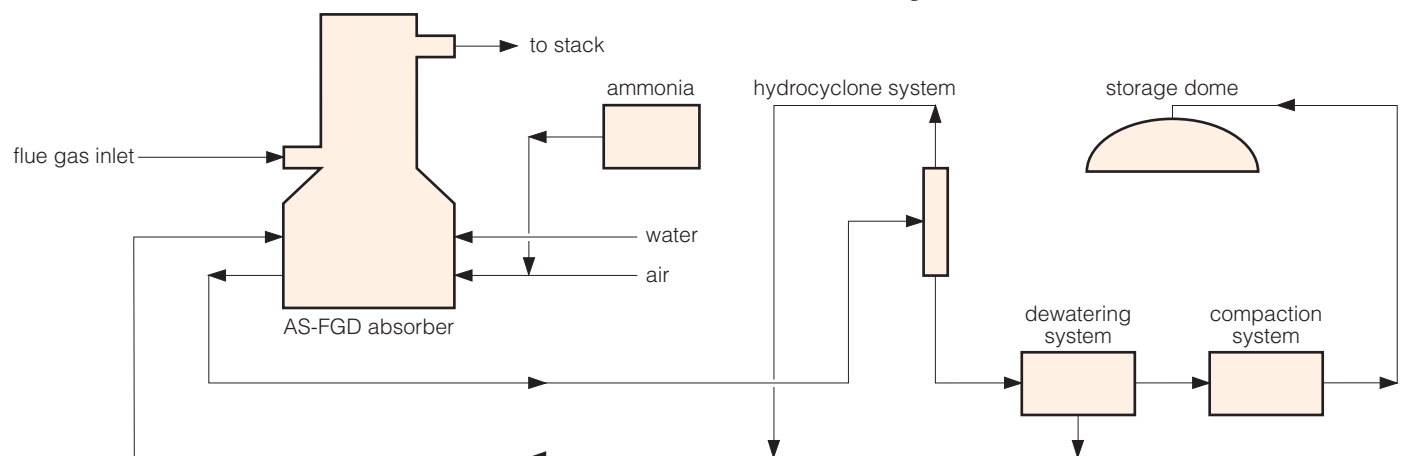 to stack
ammonia
hydrocyclone system
storage dome
flue gas inlet
water
air
AS-FGD absorber
dewatering
system
compaction
system